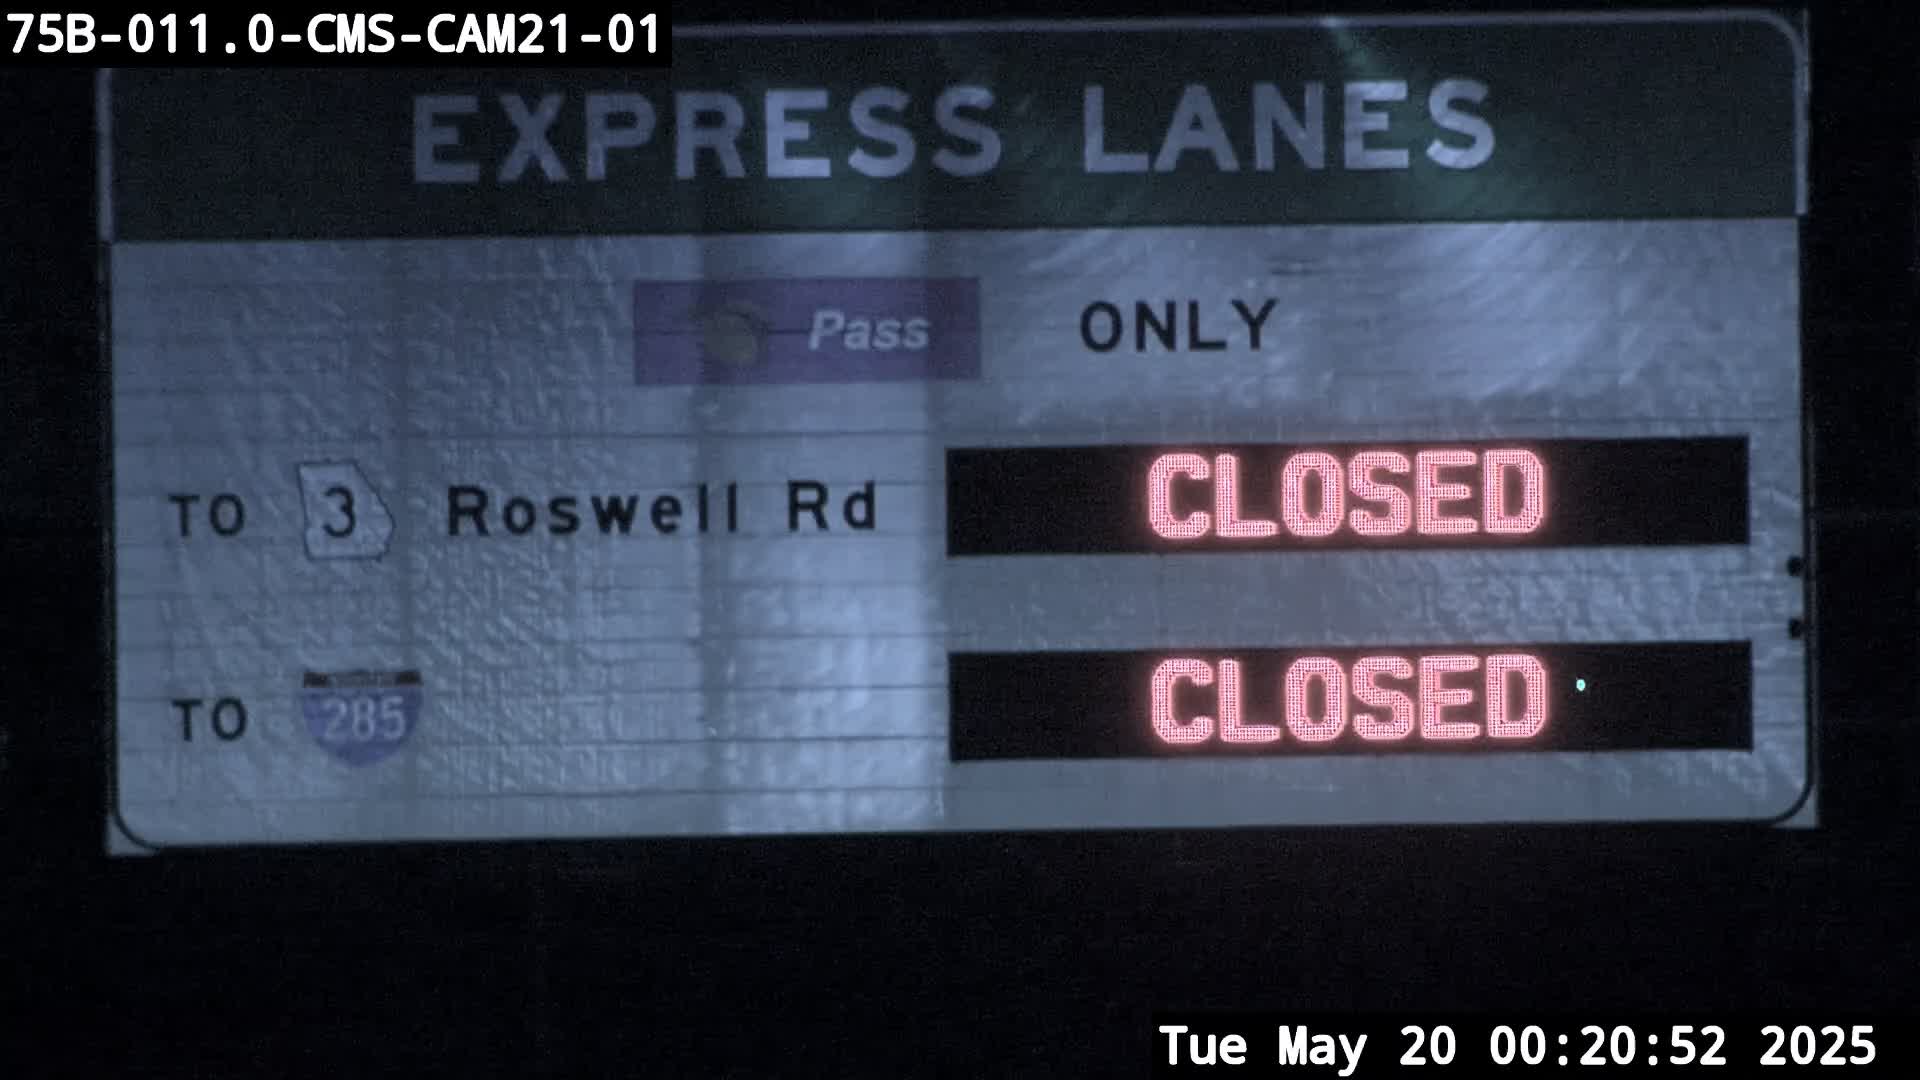 75B-011.0-CMS-CAM21-01
EXPRESS LANES
Pass ONLY
TO 3 Roswell Rd CLOSED
TO 285 CLOSED
Tue May 20 00:20:52 2025